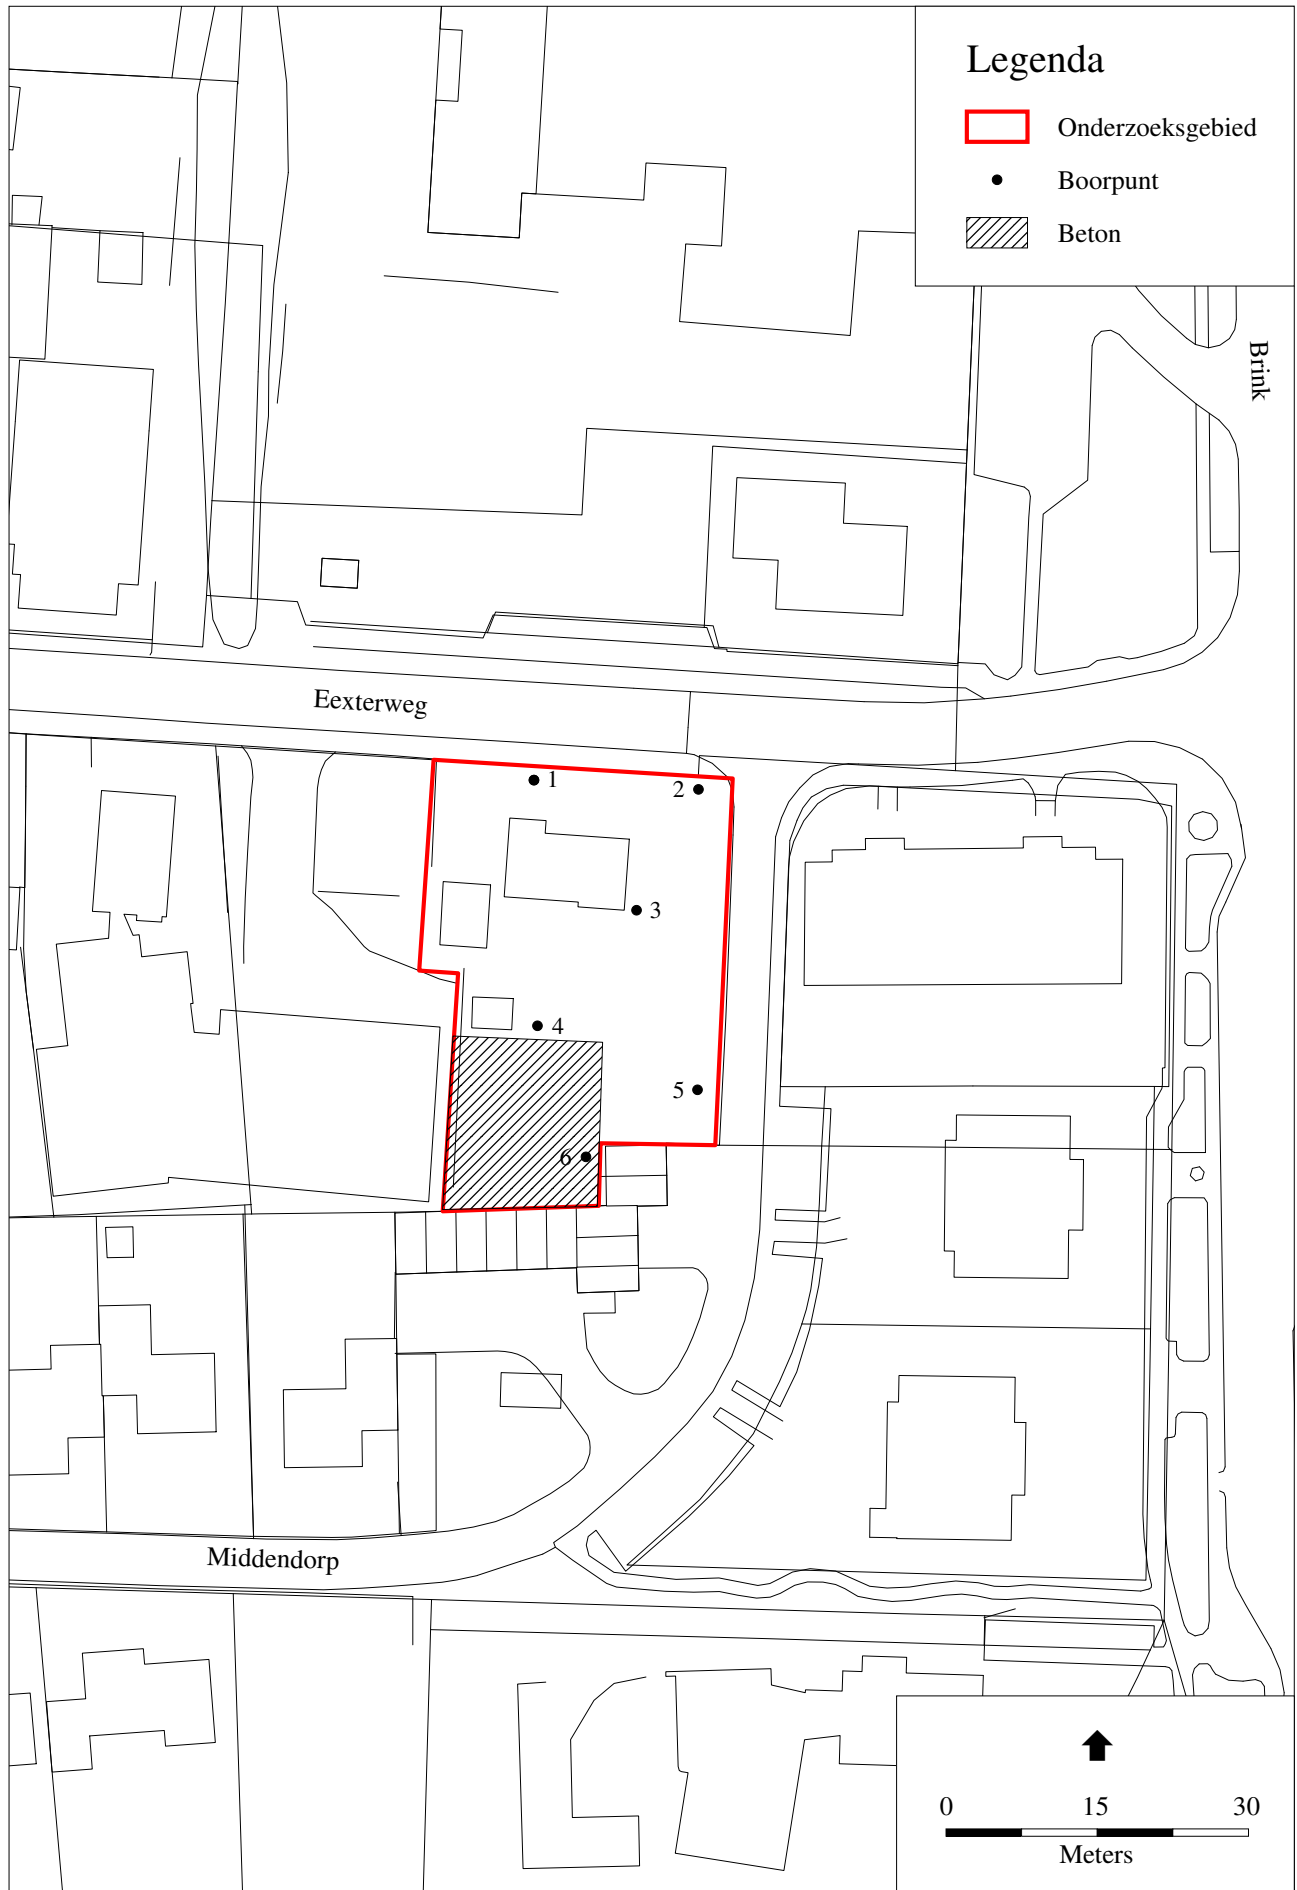 Legenda
Onderzoeksgebied
Boorpunt
Beton
Brink
Eexterweg
1
2
3
4
5
6
Middendorp
0 15 30
Meters